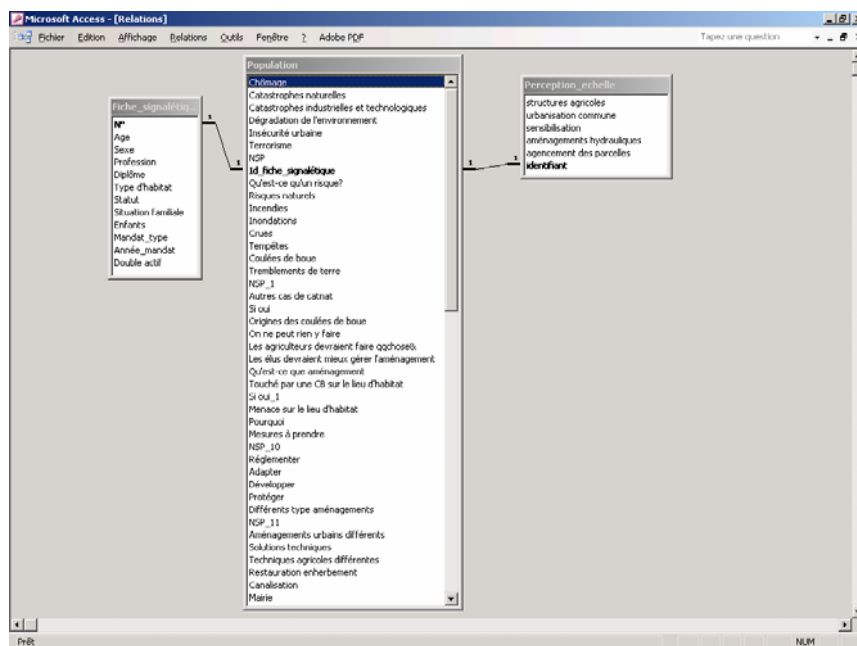 Microsoft Access - [Relations]
Fichier Edition Affichage Relations Outils Fenêtre ? Adobe PDF Tapez une question
Fiche_signalétiq...
N°
Age
Sexe
Profession
Diplôme
Type d'habitat
Statut
Situation familiale
Enfants
Mandat_type
Année_mandat
Double actif
1
1
Population
Chômage
Catastrophes naturelles
Catastrophes industrielles et technologiques
Dégradation de l'environnement
Insécurité urbaine
Terrorisme
NSP
Id_fiche_signalétique
Qu'est-ce qu'un risque?
Risques naturels
Incendies
Inondations
Crues
Tempêtes
Coulées de boue
Tremblements de terre
NSP_1
Autres cas de catnat
Si oui
Origines des coulées de boue
On ne peut rien y faire
Les agriculteurs devraient faire qqchose&
Les élus devraient mieux gérer l'aménagement
Qu'est-ce que aménagement
Touché par une CB sur le lieu d'habitat
Si oui_1
Menace sur le lieu d'habitat
Pourquoi
Mesures à prendre
NSP_10
Réglementer
Adapter
Développer
Protéger
Différents type aménagements
NSP_11
Aménagements urbains différents
Solutions techniques
Techniques agricoles différentes
Restauration enherbement
Canalisation
Mairie
1
1
Perception_echelle
structures agricoles
urbanisation commune
sensibilisation
aménagements hydrauliques
agencement des parcelles
identifiant
Prêt NUM